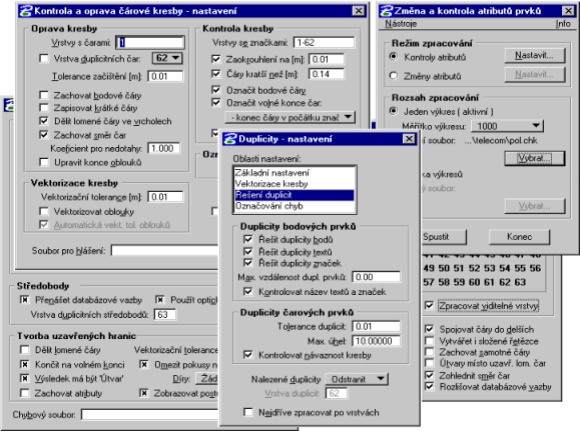 Kontrola a oprava čárové kresby - nastavení
Oprava kresby
Vrstvy s čarami: 1
Vrstva duplicitních čar: 62
Tolerance začištění [m]: 0.01
Zachovat bodové čáry
Zapisovat krátké čáry
Dělit lomené čáry ve vrcholech
Zachovat směr čar
Koeficient pro nedotahy: 1.000
Upravit konce oblouků
Vektorizace kresby
Vektorizační tolerance [m]: 0.01
Vektorizovat oblouky
Automatická vekt. tol. oblouků
Soubor pro hlášení:
Kontrola kresby
Vrstvy se značkami: 1-62
Zaokrouhlení na [m]: 0.01
Čáry kratší než [m]: 0.14
Označit bodové čáry
Označit volné konce čar:
- konec čáry v počátku znač
Změna a kontrola atributů prvků
Nástroje
Info
Režim zpracování
Kontroly atributů
Nastavit...
Změny atributů
Nastavit...
Rozsah zpracování
Jeden výkres ( aktivní )
Měřítko výkresu: 1000
soubor: ...\telecom\pol.chk
Vybrat...
ka výkresů
soubor:
Vybrat...
Spustit
Konec
Duplicity - nastavení
Oblasti nastavení:
Základní nastavení
Vektorizace kresby
Řešení duplicit
Označování chyb
Duplicity bodových prvků
Řešit duplicity bodů
Řešit duplicity textů
Řešit duplicity značek
Max. vzdálenost dupl. prvků: 0.00
Kontrolovat název textů a značek
Duplicity čarových prvků
Tolerance duplicit: 0.01
Max. úhel: 10.00000
Kontrolovat návaznost kresby
Nalezené duplicity Odstranit
Vrstva duplicit: 62
Nejdříve zpracovat po vrstvách
Středobody
Přenášet databázové vazby
Použít optick
Vrstva duplicitních středobodů: 63
Tvorba uzavřených hranic
Dělit lomené čáry
Vektorizační tolerance
Končit na volném konci
Omezit pokusy n
Výsledek má být 'Útvar'
Díry: Žád
Zachovat atributy
Zobrazovat postu
Chybový soubor:
49 50 51 52 53 54 55 56
57 58 59 60 61 62 63
Zpracovat viditelné vrstvy
Spojovat čáry do delších
Vytvářet i složené řetězce
Zachovat samotné čáry
Útvary místo uzavř. lom. čar
Zohlednit směr čar
Rozlišovat databázové vazby